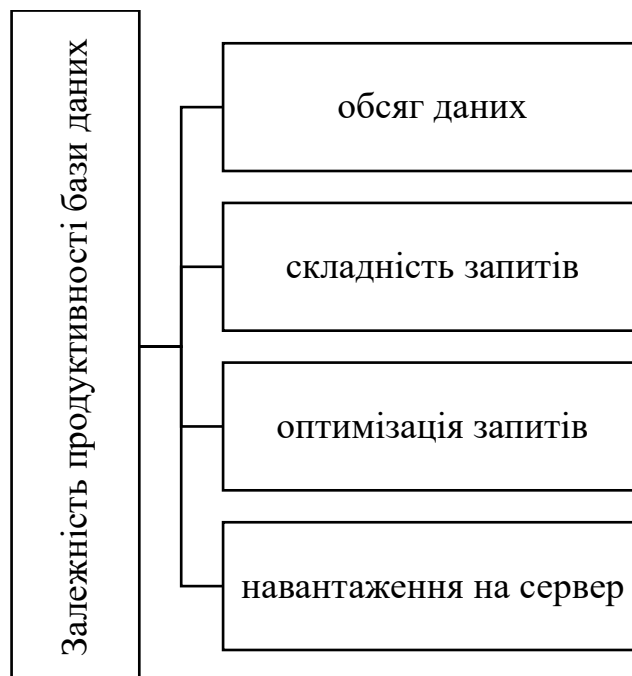 Залежність продуктивності бази даних
обсяг даних
складність запитів
оптимізація запитів
навантаження на сервер